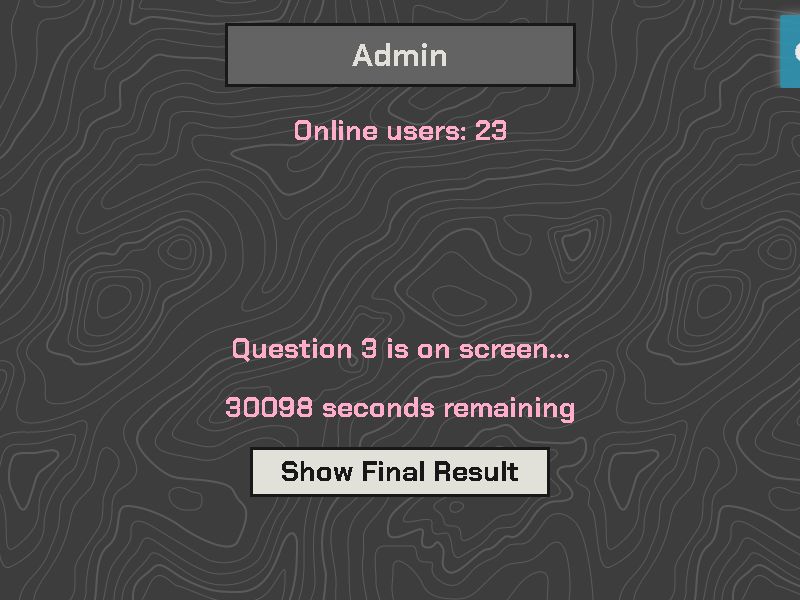 Admin
Online users: 23
Question 3 is on screen...
30098 seconds remaining
Show Final Result